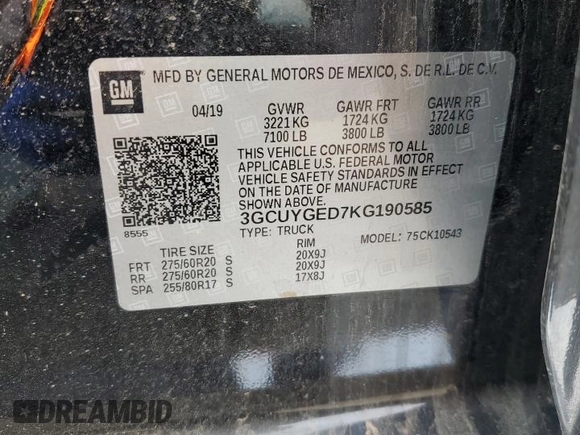 GM
MFD BY GENERAL MOTORS DE MEXICO, S. DE R.L. DE C.V.
04/19 GVWR GAWR FRT GAWR RR
3221 KG 1724 KG 1724 KG
7100 LB 3800 LB 3800 LB
THIS VEHICLE CONFORMS TO ALL
APPLICABLE U.S. FEDERAL MOTOR
VEHICLE SAFETY STANDARDS IN EFFECT
ON THE DATE OF MANUFACTURE
SHOWN ABOVE.
3GCUYGED7KG190585
8555
TYPE: TRUCK MODEL: 75CK10543
TIRE SIZE RIM
FRT 275/60R20 S 20X9J
RR 275/60R20 S 20X9J
SPA 255/80R17 S 17X8J
DREAMBID